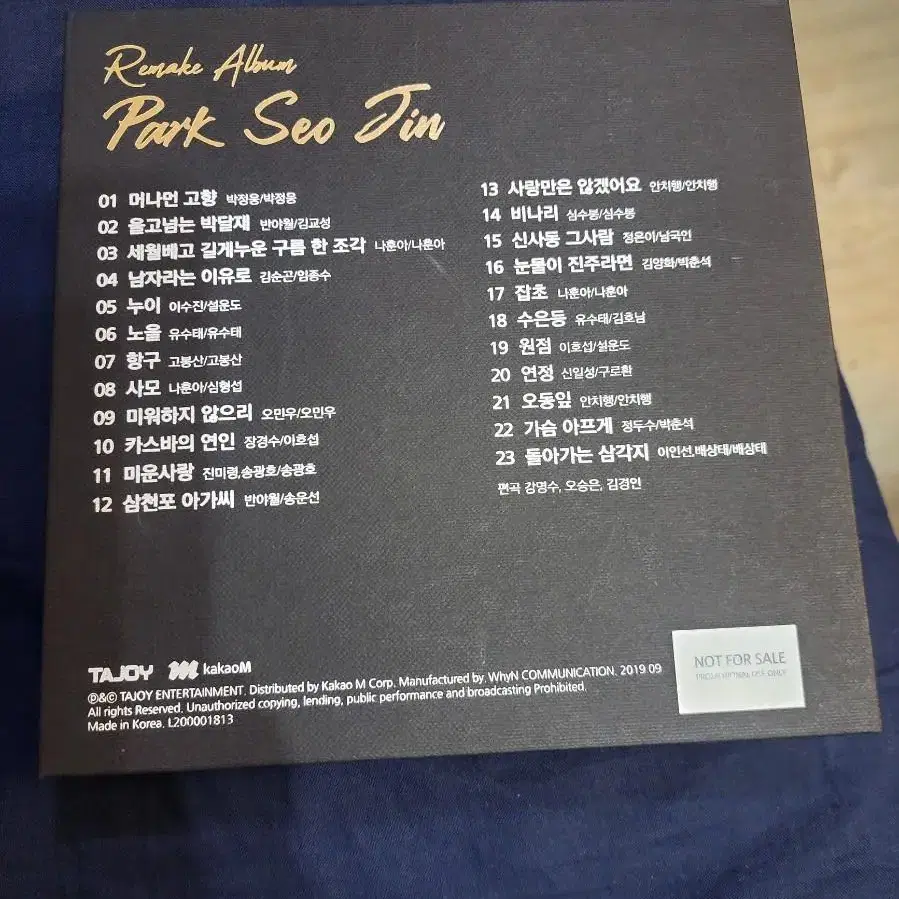 Remake Album
Park Seo Jin
01 머나먼 고향 박정웅/박정웅
02 울고넘는 박달재 반야월/김교성
03 세월베고 길게누운 구름 한 조각 나훈아/나훈아
04 남자라는 이유로 김순곤/임종수
05 누이 이수진/설운도
06 노을 유수태/유수태
07 항구 고봉산/고봉산
08 사모 나훈아/심형섭
09 미워하지 않으리 오민우/오민우
10 카스바의 연인 장경수/이호섭
11 미운사랑 진미령,송광호/송광호
12 삼천포 아가씨 반야월/송운선
13 사랑만은 않겠어요 안치행/안치행
14 비나리 심수봉/심수봉
15 신사동 그사람 정은이/남국인
16 눈물이 진주라면 김양화/박춘석
17 잡초 나훈아/나훈아
18 수은등 유수태/김호남
19 원점 이호섭/설운도
20 연정 신일성/구로환
21 오동잎 안치행/안치행
22 가슴 아프게 정두수/박춘석
23 돌아가는 삼각지 이인선,배상태/배상태
편곡 강명수, 오승은, 김경인
TAJOY m kakaoM
℗&© TAJOY ENTERTAINMENT. Distributed by Kakao M Corp. Manufactured by. WhyN COMMUNICATION. 2019 09
All rights Reserved. Unauthorized copying, lending, public performance and broadcasting Prohibited.
Made in Korea. L200001813
NOT FOR SALE
PROMOTIONAL USE ONLY